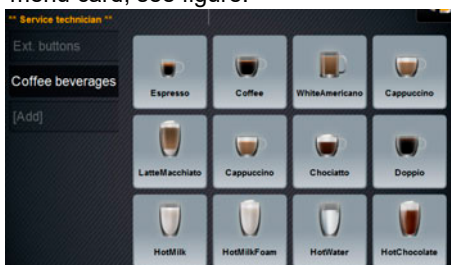 menu card, see figure.
** Service technician **
Ext. buttons
Coffee beverages
[Add]
Espresso
Coffee
WhiteAmericano
Cappuccino
LatteMacchiato
Cappuccino
Chociatto
Doppio
HotMilk
HotMilkFoam
HotWater
HotChocolate